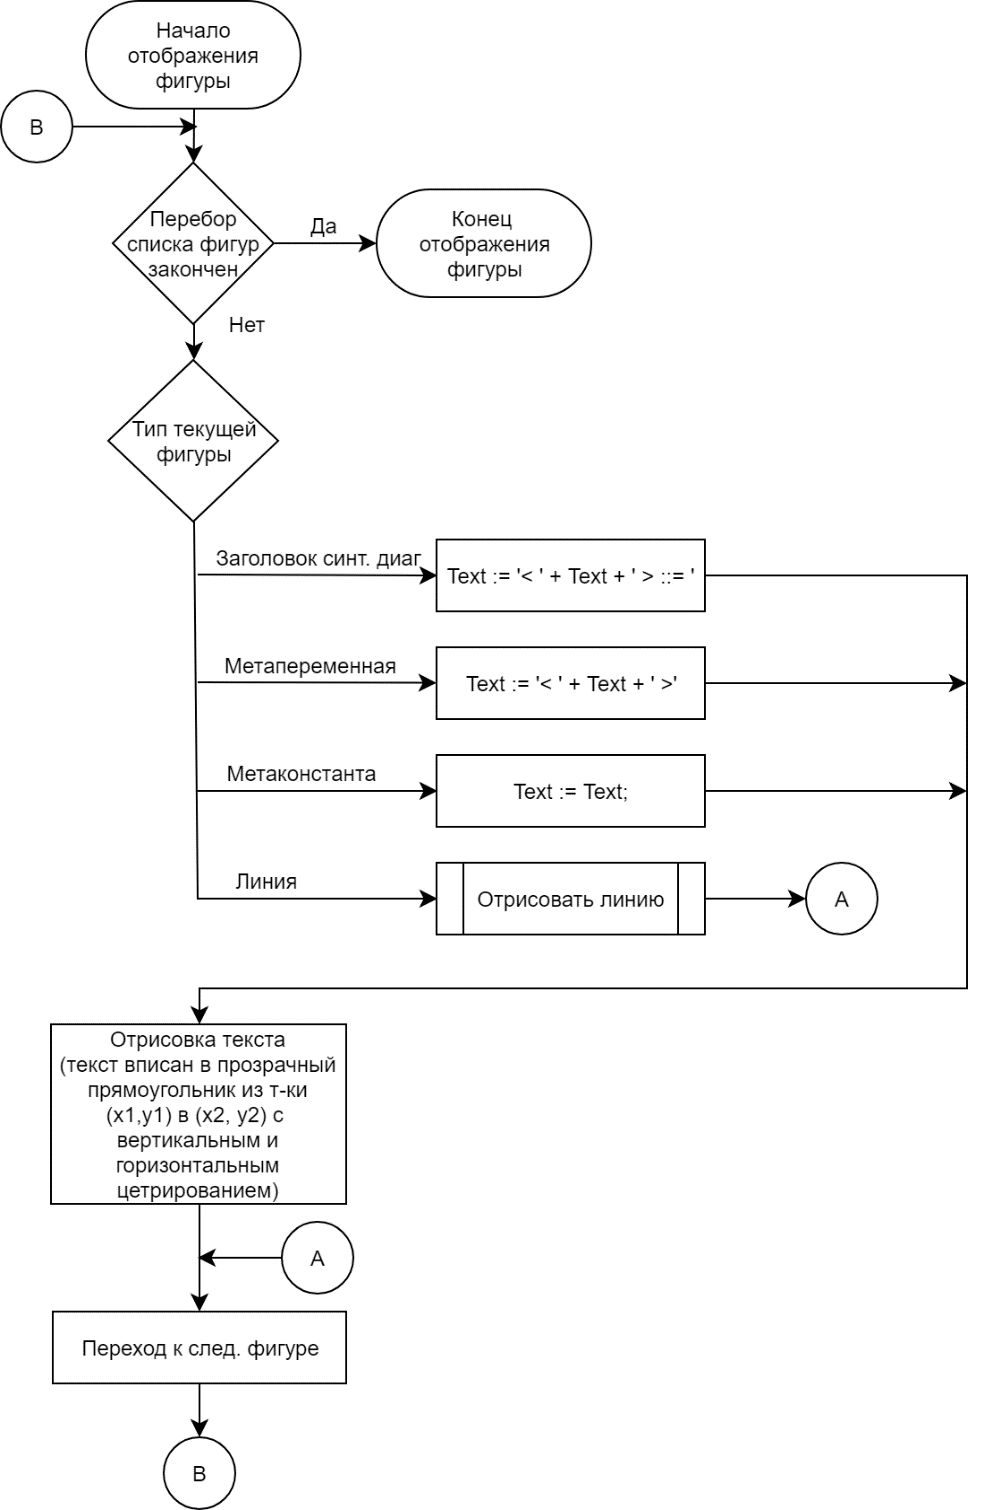 Начало
отображения
фигуры
B
Перебор
списка фигур
закончен
Да
Конец
отображения
фигуры
Нет
Тип текущей
фигуры
Заголовок синт. диаг
Text := '< ' + Text + ' > ::= '
Метапеременная
Text := '< ' + Text + ' >'
Метаконстанта
Text := Text;
Линия
Отрисовать линию
A
Отрисовка текста
(текст вписан в прозрачный
прямоугольник из т-ки
(x1,y1) в (x2, y2) с
вертикальным и
горизонтальным
цетрированием)
A
Переход к след. фигуре
B